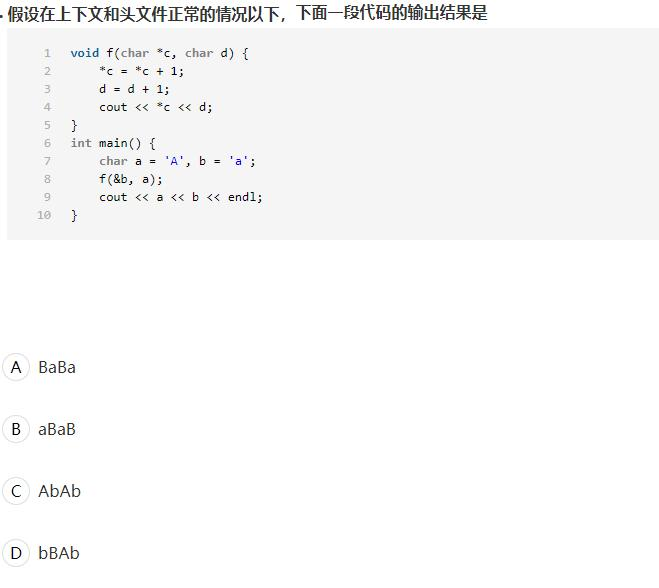 . 假设在上下文和头文件正常的情况以下，下面一段代码的输出结果是
1 void f(char *c, char d) {
2 *c = *c + 1;
3 d = d + 1;
4 cout << *c << d;
5 }
6 int main() {
7 char a = 'A', b = 'a';
8 f(&b, a);
9 cout << a << b << endl;
10 }
A BaBa
B aBaB
C AbAb
D bBAb